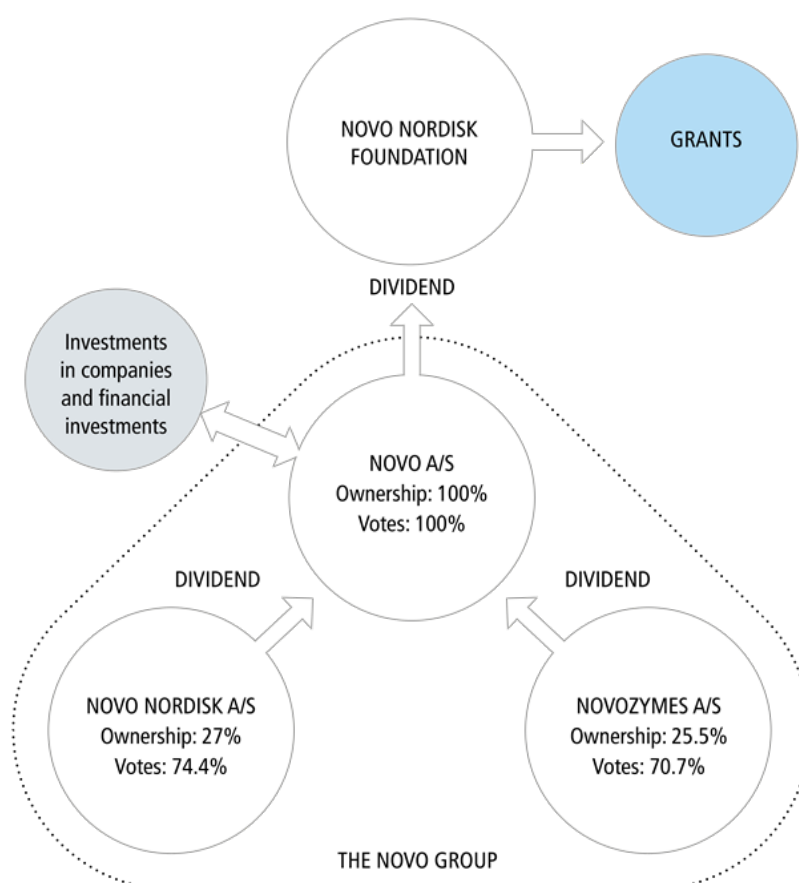 NOVO NORDISK
FOUNDATION
GRANTS
DIVIDEND
Investments
in companies
and financial
investments
NOVO A/S
Ownership: 100%
Votes: 100%
DIVIDEND
DIVIDEND
NOVO NORDISK A/S
Ownership: 27%
Votes: 74.4%
NOVOZYMES A/S
Ownership: 25.5%
Votes: 70.7%
THE NOVO GROUP